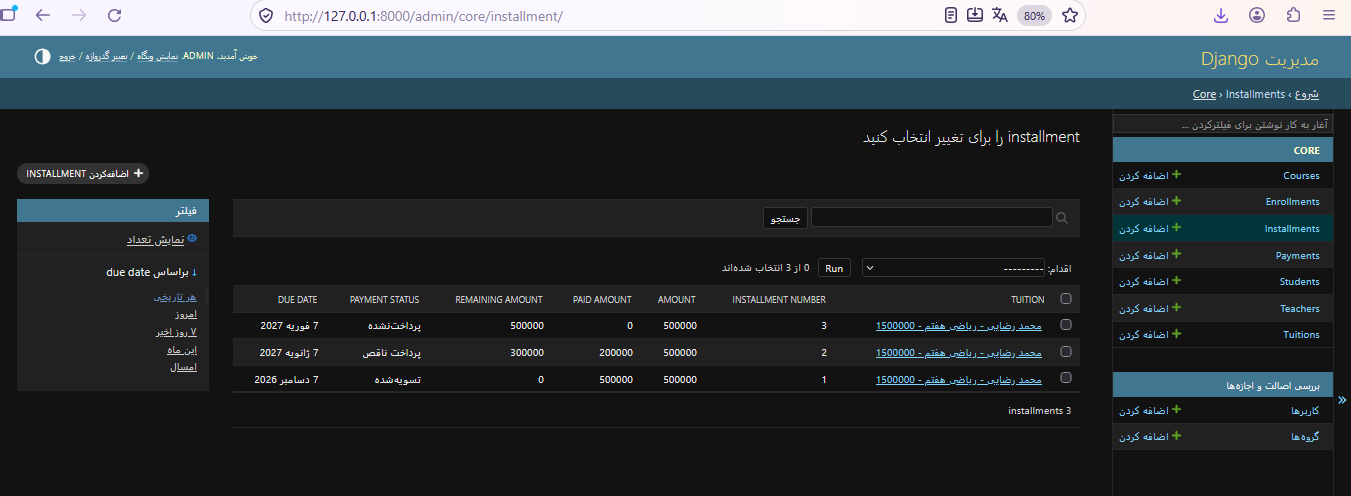 http://127.0.0.1:8000/admin/core/installment/
80%
مدیریت Django
خوش آمدید، ADMIN. نمایش وبگاه / تغییر گذرواژه / خروج
شروع › Core › Installments
آغار به کار نوشتن برای فیلترکردن ...
CORE
Courses اضافه کردن
Enrollments اضافه کردن
Installments اضافه کردن
Payments اضافه کردن
Students اضافه کردن
Teachers اضافه کردن
Tuitions اضافه کردن
بررسی اصالت و اجازه‌ها
کاربرها اضافه کردن
گروه‌ها اضافه کردن
»
installment را برای تغییر انتخاب کنید
اضافه‌کردن INSTALLMENT
جستجو
اقدام: --------- Run 0 از 3 انتخاب شده‌اند
TUITION INSTALLMENT NUMBER AMOUNT PAID AMOUNT REMAINING AMOUNT PAYMENT STATUS DUE DATE
محمد رضایی - ریاضی هفتم - 1500000 3 500000 0 500000 پرداخت‌نشده 7 فوریه 2027
محمد رضایی - ریاضی هفتم - 1500000 2 500000 200000 300000 پرداخت ناقص 7 ژانویه 2027
محمد رضایی - ریاضی هفتم - 1500000 1 500000 500000 0 تسویه‌شده 7 دسامبر 2026
3 installments
فیلتر
نمایش تعداد
↓ براساس due date
هر تاریخی
امروز
۷ روز اخیر
این ماه
امسال